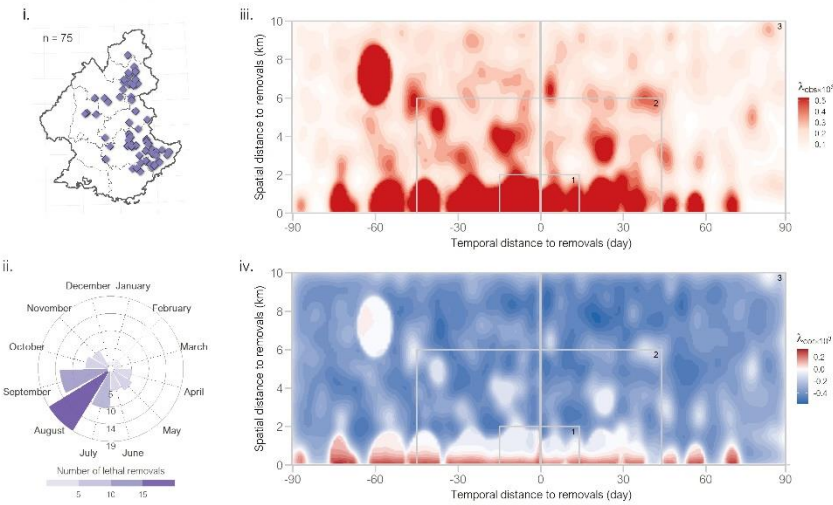 i.
n = 75
ii.
December January
November February
October March
September April
August May
July June
5
10
14
19
Number of lethal removals
5 10 15
iii.
Spatial distance to removals (km)
10
8
6
4
2
0
3
2
1
-90 -60 -30 0 30 60 90
Temporal distance to removals (day)
λobs×10³
0.5
0.4
0.3
0.2
0.1
iv.
Spatial distance to removals (km)
10
8
6
4
2
0
3
2
1
-90 -60 -30 0 30 60 90
Temporal distance to removals (day)
0.2
0.0
-0.2
-0.4